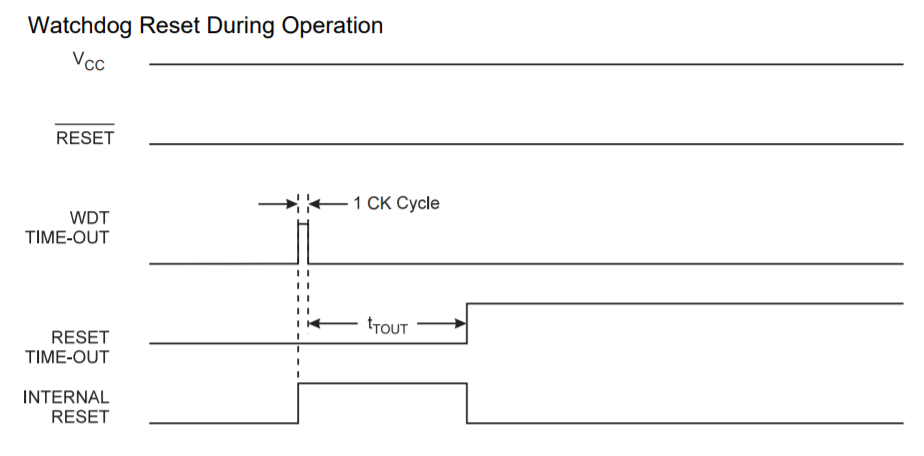 Watchdog Reset During Operation
VCC
RESET
1 CK Cycle
WDT
TIME-OUT
tTOUT
RESET
TIME-OUT
INTERNAL
RESET